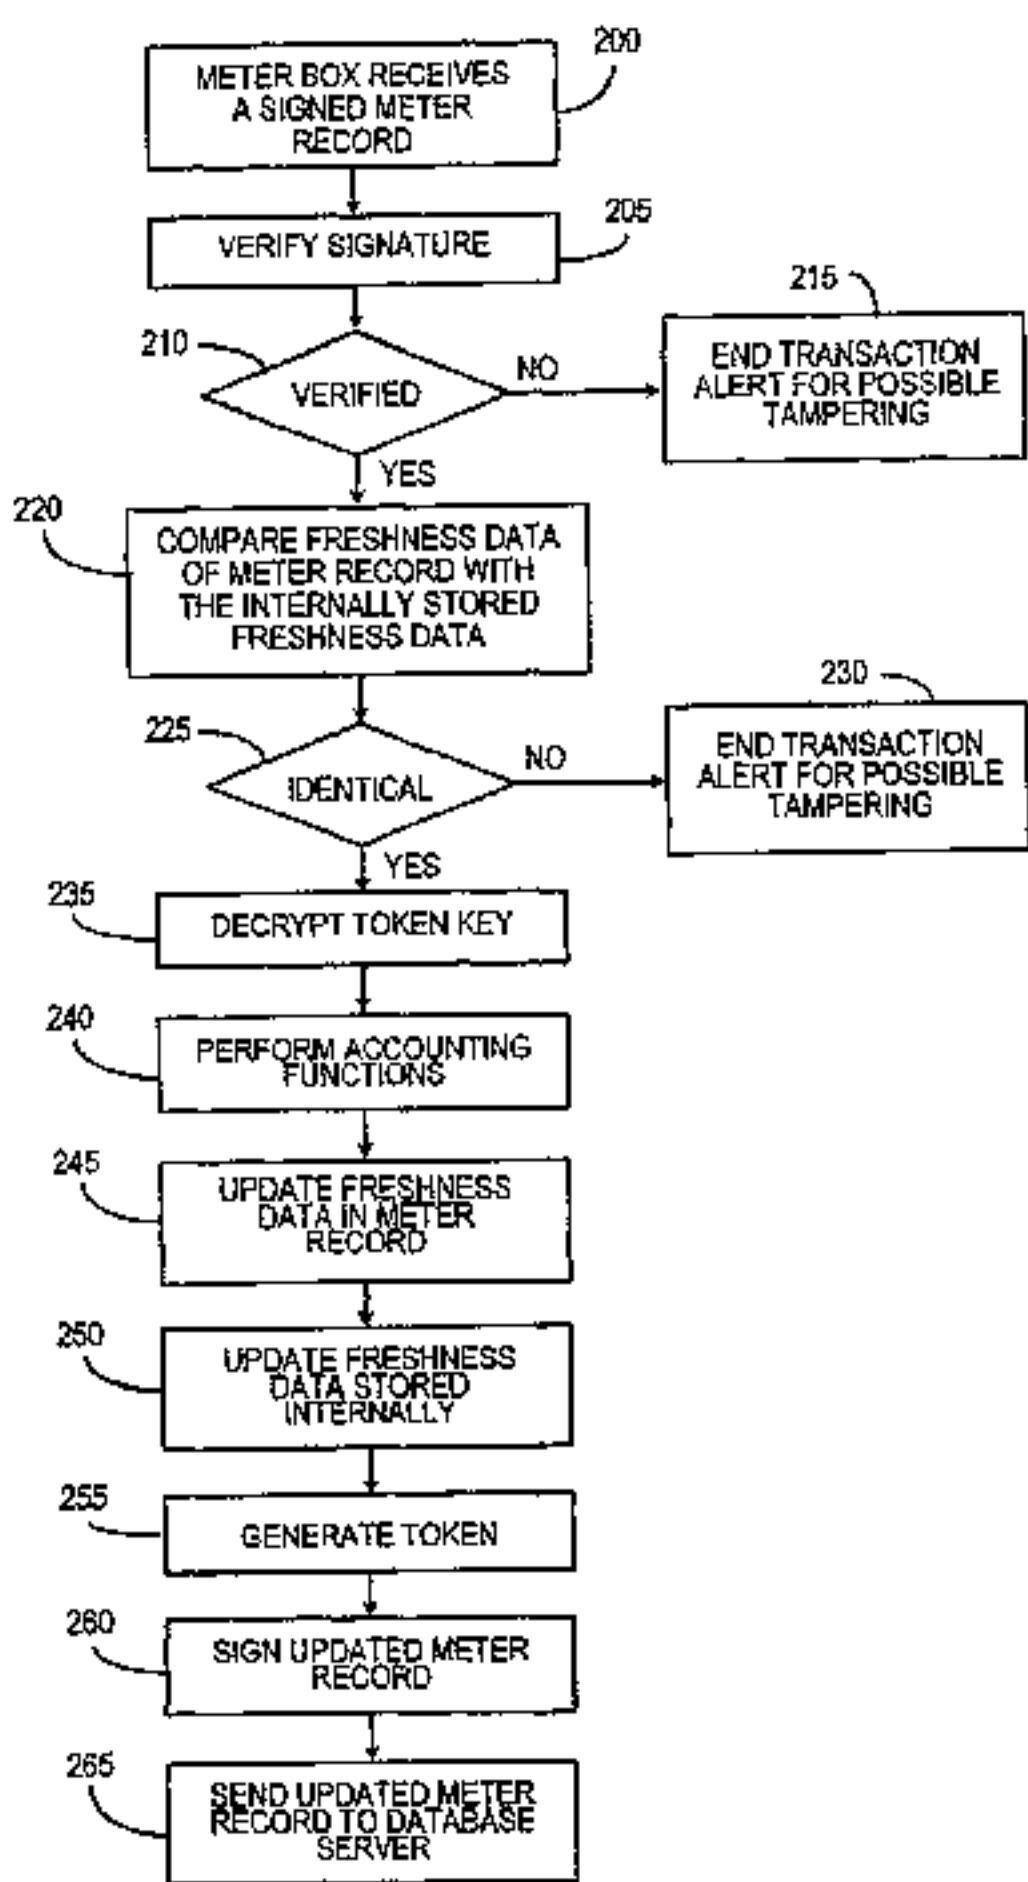 200
METER BOX RECEIVES
A SIGNED METER
RECORD
205
VERIFY SIGNATURE
215
210
VERIFIED
NO
END TRANSACTION
ALERT FOR POSSIBLE
TAMPERING
YES
220
COMPARE FRESHNESS DATA
OF METER RECORD WITH
THE INTERNALLY STORED
FRESHNESS DATA
230
225
IDENTICAL
NO
END TRANSACTION
ALERT FOR POSSIBLE
TAMPERING
YES
235
DECRYPT TOKEN KEY
240
PERFORM ACCOUNTING
FUNCTIONS
245
UPDATE FRESHNESS
DATA IN METER
RECORD
250
UPDATE FRESHNESS
DATA STORED
INTERNALLY
255
GENERATE TOKEN
260
SIGN UPDATED METER
RECORD
265
SEND UPDATED METER
RECORD TO DATABASE
SERVER